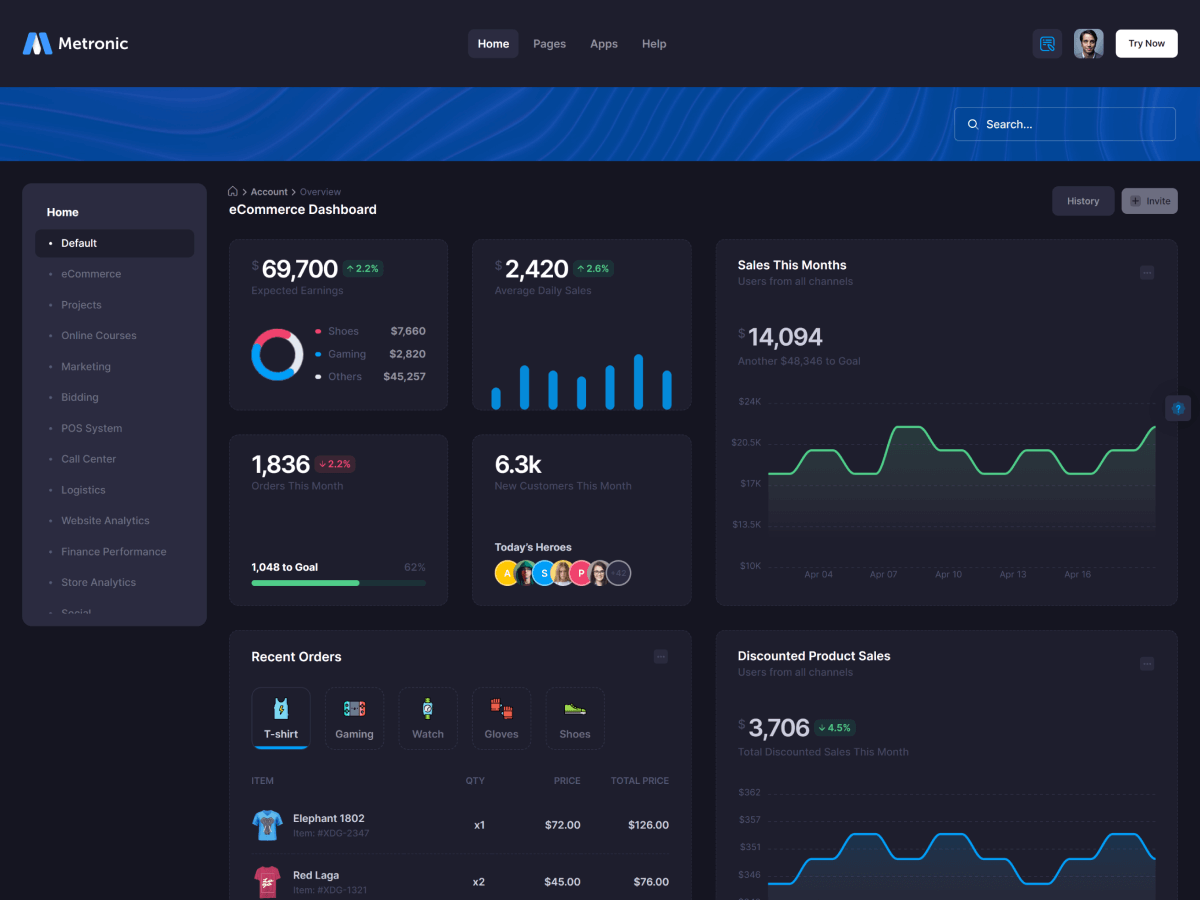 Metronic
Home
Pages
Apps
Help
Try Now
Search...
Home
Default
eCommerce
Projects
Online Courses
Marketing
Bidding
POS System
Call Center
Logistics
Website Analytics
Finance Performance
Store Analytics
Social
Account > Overview
eCommerce Dashboard
History
Invite
$69,700 2.2%
Expected Earnings
Shoes $7,660
Gaming $2,820
Others $45,257
$2,420 2.6%
Average Daily Sales
Sales This Months
Users from all channels
$14,094
Another $48,346 to Goal
$24K
$20.5K
$17K
$13.5K
$10K
Apr 04 Apr 07 Apr 10 Apr 13 Apr 16
?
1,836 2.2%
Orders This Month
1,048 to Goal 62%
6.3k
New Customers This Month
Today's Heroes
A S P +42
Recent Orders
T-shirt
Gaming
Watch
Gloves
Shoes
ITEM QTY PRICE TOTAL PRICE
Elephant 1802 x1 $72.00 $126.00
Item: #XDG-2347
Red Laga x2 $45.00 $76.00
Item: #XDG-1321
Discounted Product Sales
Users from all channels
$3,706 4.5%
Total Discounted Sales This Month
$362
$357
$351
$346